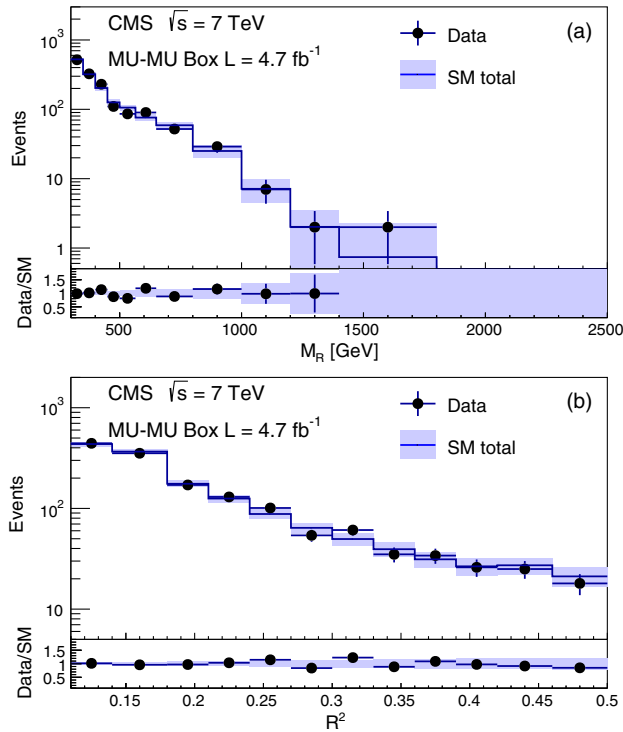 CMS √s = 7 TeV
MU-MU Box L = 4.7 fb⁻¹
Data
SM total
(a)
Events
10³
10²
10
1
Data/SM
1.5
1
0.5
500 1000 1500 2000 2500
M_R [GeV]
CMS √s = 7 TeV
MU-MU Box L = 4.7 fb⁻¹
Data
SM total
(b)
Events
10³
10²
10
Data/SM
1.5
1
0.5
0.15 0.2 0.25 0.3 0.35 0.4 0.45 0.5
R²